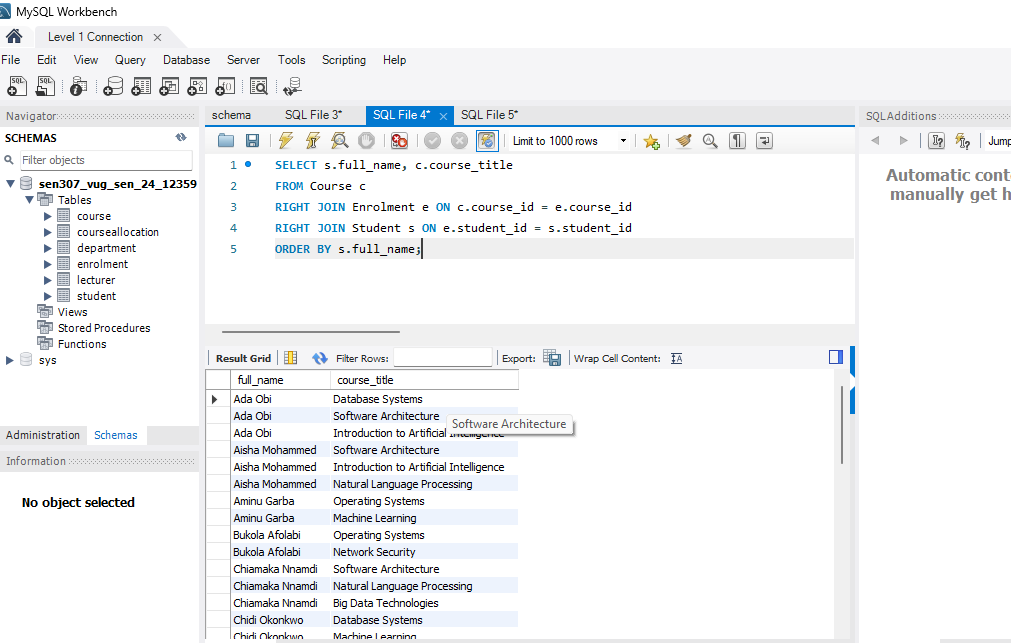 MySQL Workbench
Level 1 Connection
File Edit View Query Database Server Tools Scripting Help
Navigator
SCHEMAS
Filter objects
sen307_vug_sen_24_12359
Tables
course
courseallocation
department
enrolment
lecturer
student
Views
Stored Procedures
Functions
sys
Administration Schemas
Information
No object selected
schema SQL File 3* SQL File 4* SQL File 5*
Limit to 1000 rows
1 SELECT s.full_name, c.course_title
2 FROM Course c
3 RIGHT JOIN Enrolment e ON c.course_id = e.course_id
4 RIGHT JOIN Student s ON e.student_id = s.student_id
5 ORDER BY s.full_name;
Result Grid Filter Rows: Export: Wrap Cell Content:
full_name course_title
Ada Obi Database Systems
Ada Obi Software Architecture
Software Architecture
Ada Obi Introduction to Artificial Intelligence
Aisha Mohammed Software Architecture
Aisha Mohammed Introduction to Artificial Intelligence
Aisha Mohammed Natural Language Processing
Aminu Garba Operating Systems
Aminu Garba Machine Learning
Bukola Afolabi Operating Systems
Bukola Afolabi Network Security
Chiamaka Nnamdi Software Architecture
Chiamaka Nnamdi Natural Language Processing
Chiamaka Nnamdi Big Data Technologies
Chidi Okonkwo Database Systems
Chidi Okonkwo Machine Learning
SQLAdditions
Jump
Automatic cont
manually get h